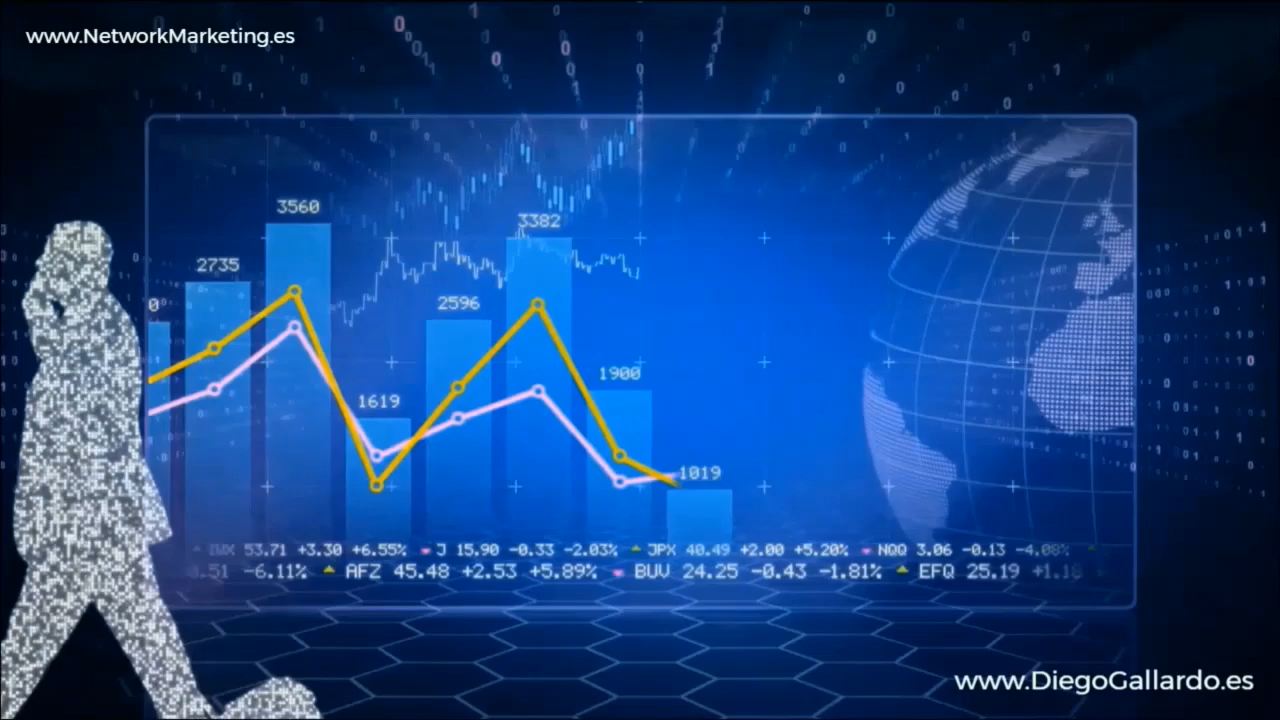 www.NetworkMarketing.es
3560
3382
2735
2596
0
1900
1619
1019
IWX 53.71 +3.30 +6.55% J 15.90 -0.33 -2.03% JPX 40.49 +2.00 +5.20% NQQ 3.06 -0.13 -4.08%
.51 -6.11% AFZ 45.48 +2.53 +5.89% BUV 24.25 -0.43 -1.81% EFQ 25.19
www.DiegoGallardo.es